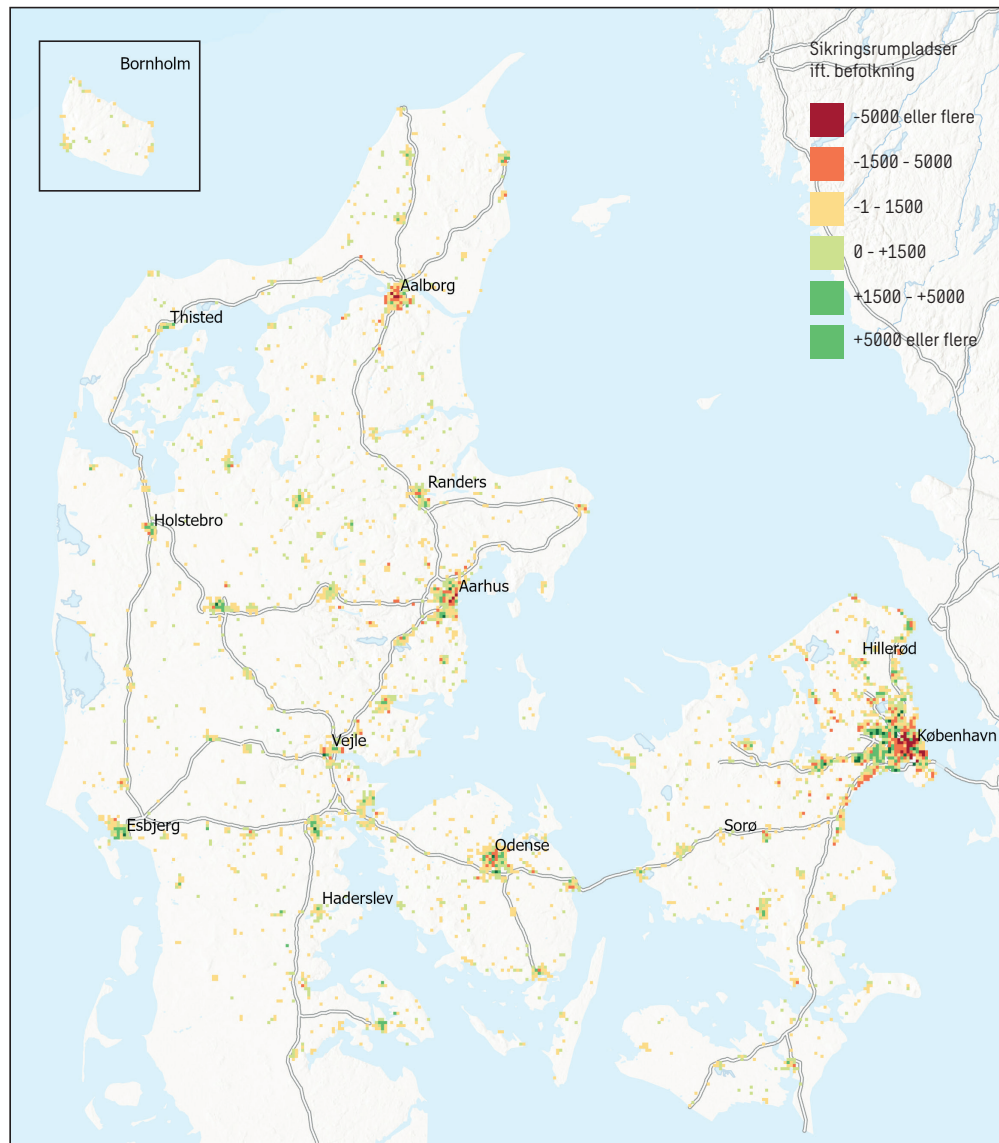 Bornholm
Sikringsrumpladser
ift. befolkning
-5000 eller flere
-1500 - 5000
-1 - 1500
0 - +1500
+1500 - +5000
+5000 eller flere
Aalborg
Thisted
Randers
Holstebro
Aarhus
Hillerød
København
Vejle
Esbjerg
Sorø
Odense
Haderslev